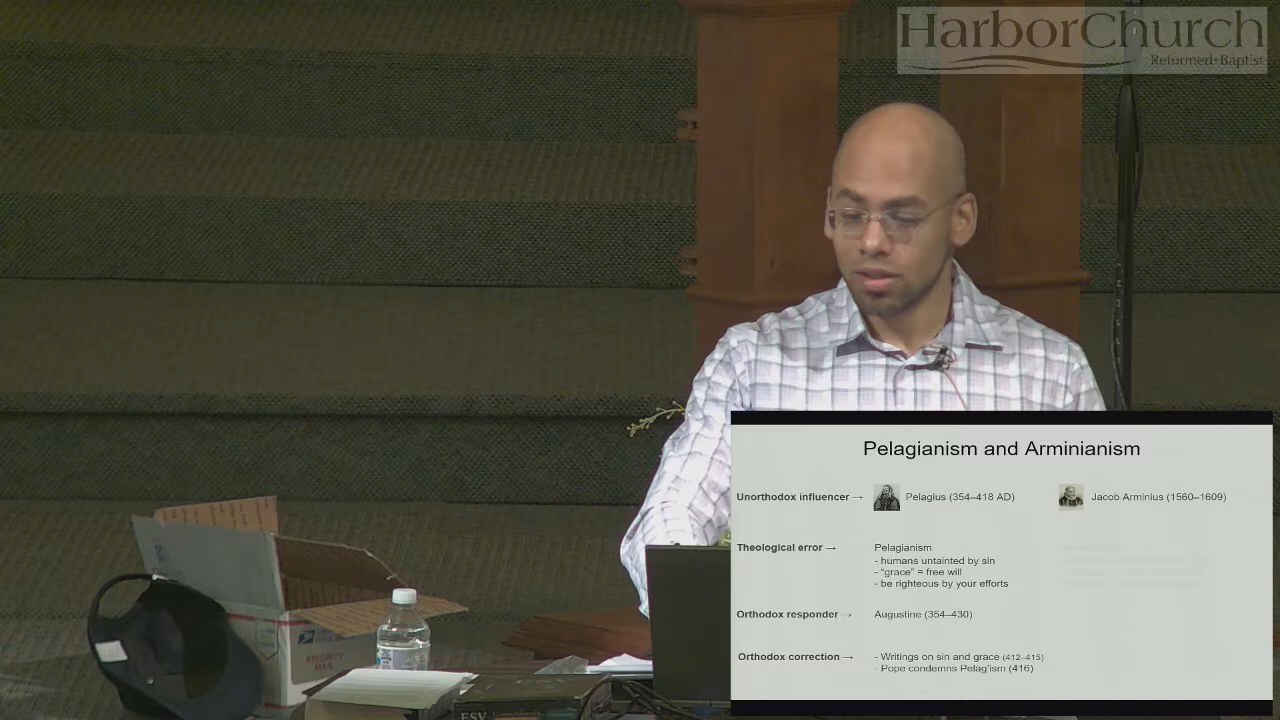 HarborChurch
Reformed•Baptist
Pelagianism and Arminianism
Unorthodox influencer → Pelagius (354–418 AD) Jacob Arminius (1560–1609)
Theological error → Pelagianism
- humans untainted by sin
- "grace" = free will
- be righteous by your efforts
Orthodox responder → Augustine (354–430)
Orthodox correction → - Writings on sin and grace (412–415)
- Pope condemns Pelag'ism (416)
PRIORITY
MAIL
ESV